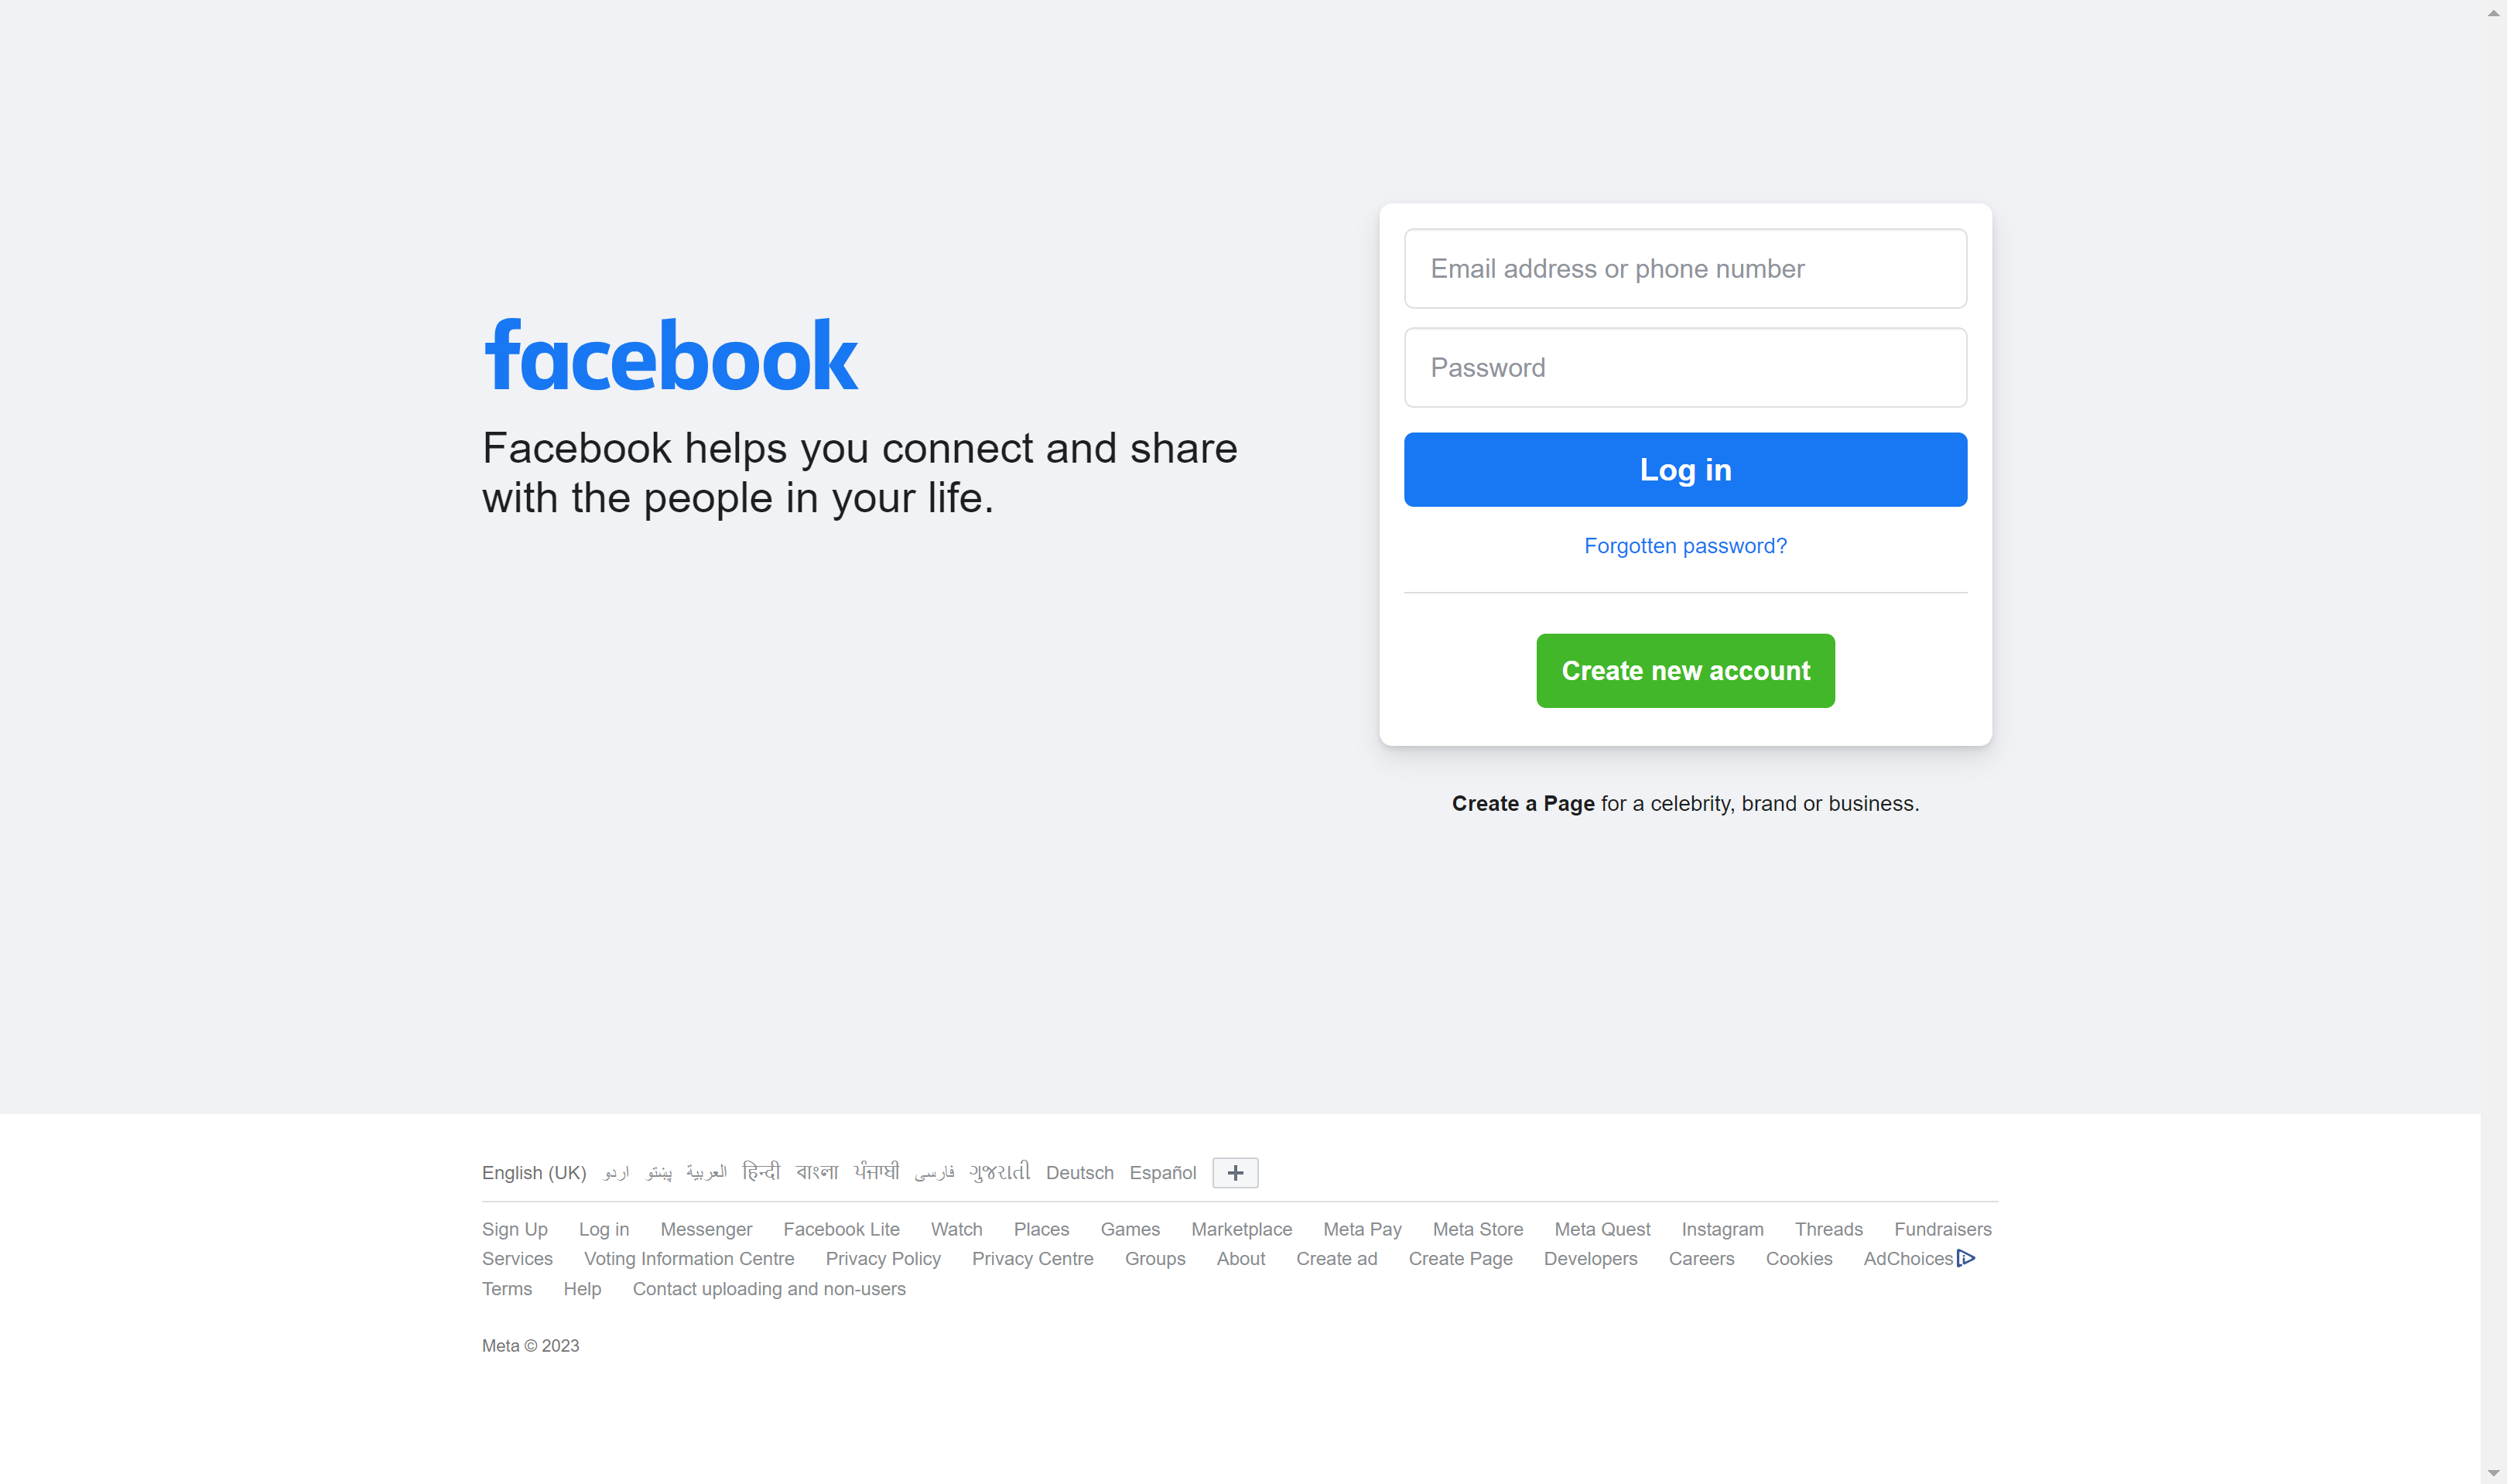 facebook
Facebook helps you connect and share
with the people in your life.
Email address or phone number
Password
Log in
Forgotten password?
Create new account
Create a Page for a celebrity, brand or business.
English (UK) اردو پښتو العربية हिन्दी বাংলা ਪੰਜਾਬੀ فارسی ગુજરાતી Deutsch Español
Sign Up Log in Messenger Facebook Lite Watch Places Games Marketplace Meta Pay Meta Store Meta Quest Instagram Threads Fundraisers
Services Voting Information Centre Privacy Policy Privacy Centre Groups About Create ad Create Page Developers Careers Cookies AdChoices
Terms Help Contact uploading and non-users
Meta © 2023